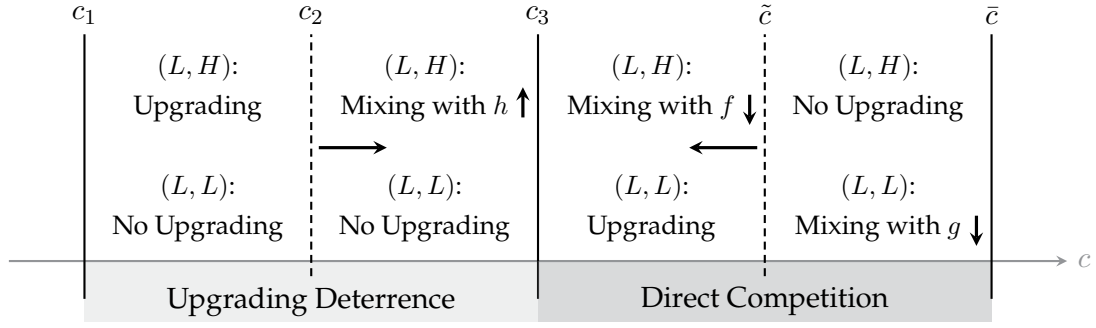 c₁ c₂ c₃ c̃ c̄
(L, H): (L, H): (L, H): (L, H):
Upgrading Mixing with h Mixing with f No Upgrading
(L, L): (L, L): (L, L): (L, L):
No Upgrading No Upgrading Upgrading Mixing with g
c
Upgrading Deterrence Direct Competition